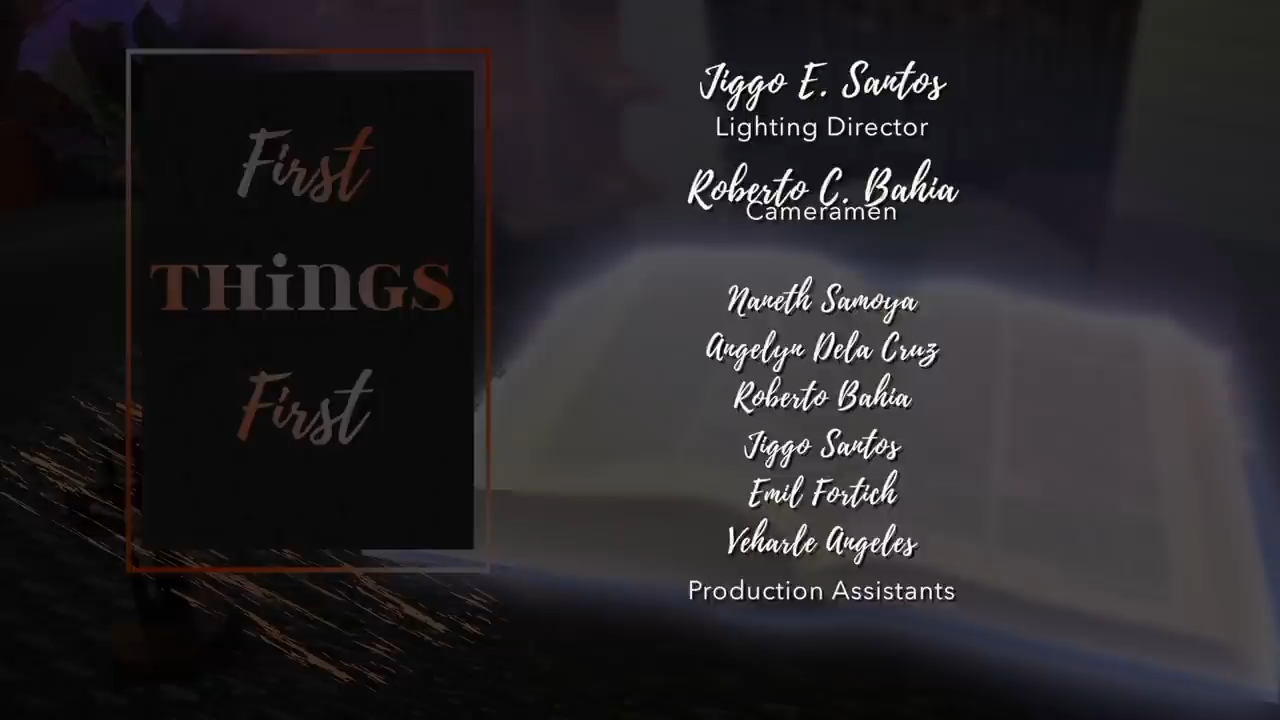 First
THiNGS
First
Jiggo E. Santos
Lighting Director
Roberto C. Bahia
Cameramen
Naneth Samoya
Angelyn Dela Cruz
Roberto Bahia
Jiggo Santos
Emil Fortich
Veharle Angeles
Production Assistants